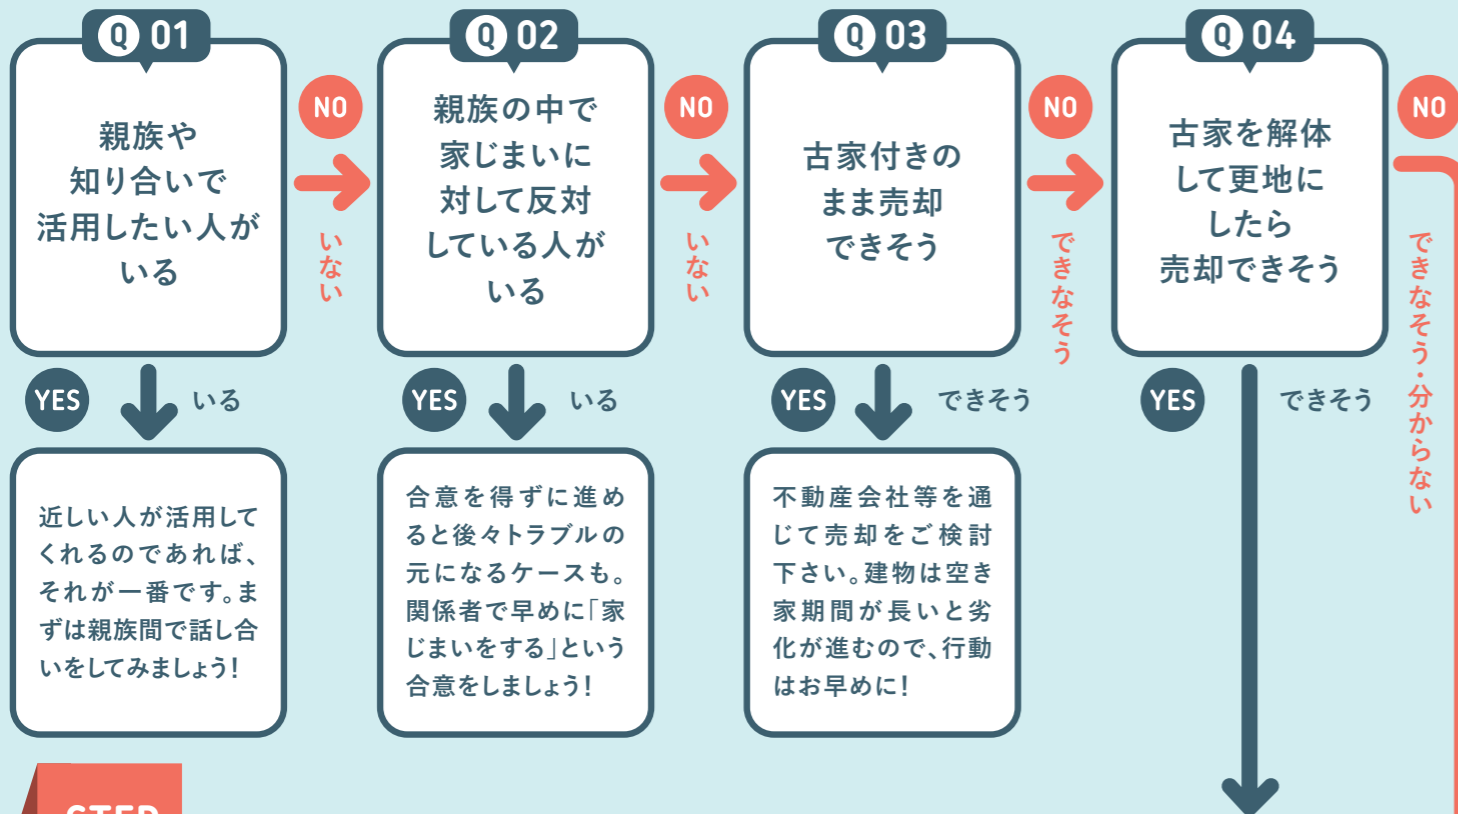 Q 01
親族や
知り合いで
活用したい人が
いる
NO
いない
YES
いる
近しい人が活用して
くれるのであれば、
それが一番です。ま
ずは親族間で話し合
いをしてみましょう！
Q 02
親族の中で
家じまいに
対して反対
している人が
いる
NO
いない
YES
いる
合意を得ずに進め
ると後々トラブルの
元になるケースも。
関係者で早めに「家
じまいをする」という
合意をしましょう！
Q 03
古家付きの
まま売却
できそう
NO
できなそう
YES
できそう
不動産会社等を通
じて売却をご検討
下さい。建物は空き
家期間が長いと劣
化が進むので、行動
はお早めに！
Q 04
古家を解体
して更地に
したら
売却できそう
NO
できなそう・分からない
YES
できそう
STEP